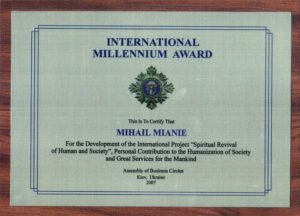 INTERNATIONAL
MILLENNIUM AWARD
This Is To Certify That
MIHAIL MIANIE
For the Development of the International Project "Spiritual Revival
of Human and Society", Personal Contribution to the Humanization of Society
and Great Services for the Mankind
Assembly of Business Circles
Kiev, Ukraine
2007